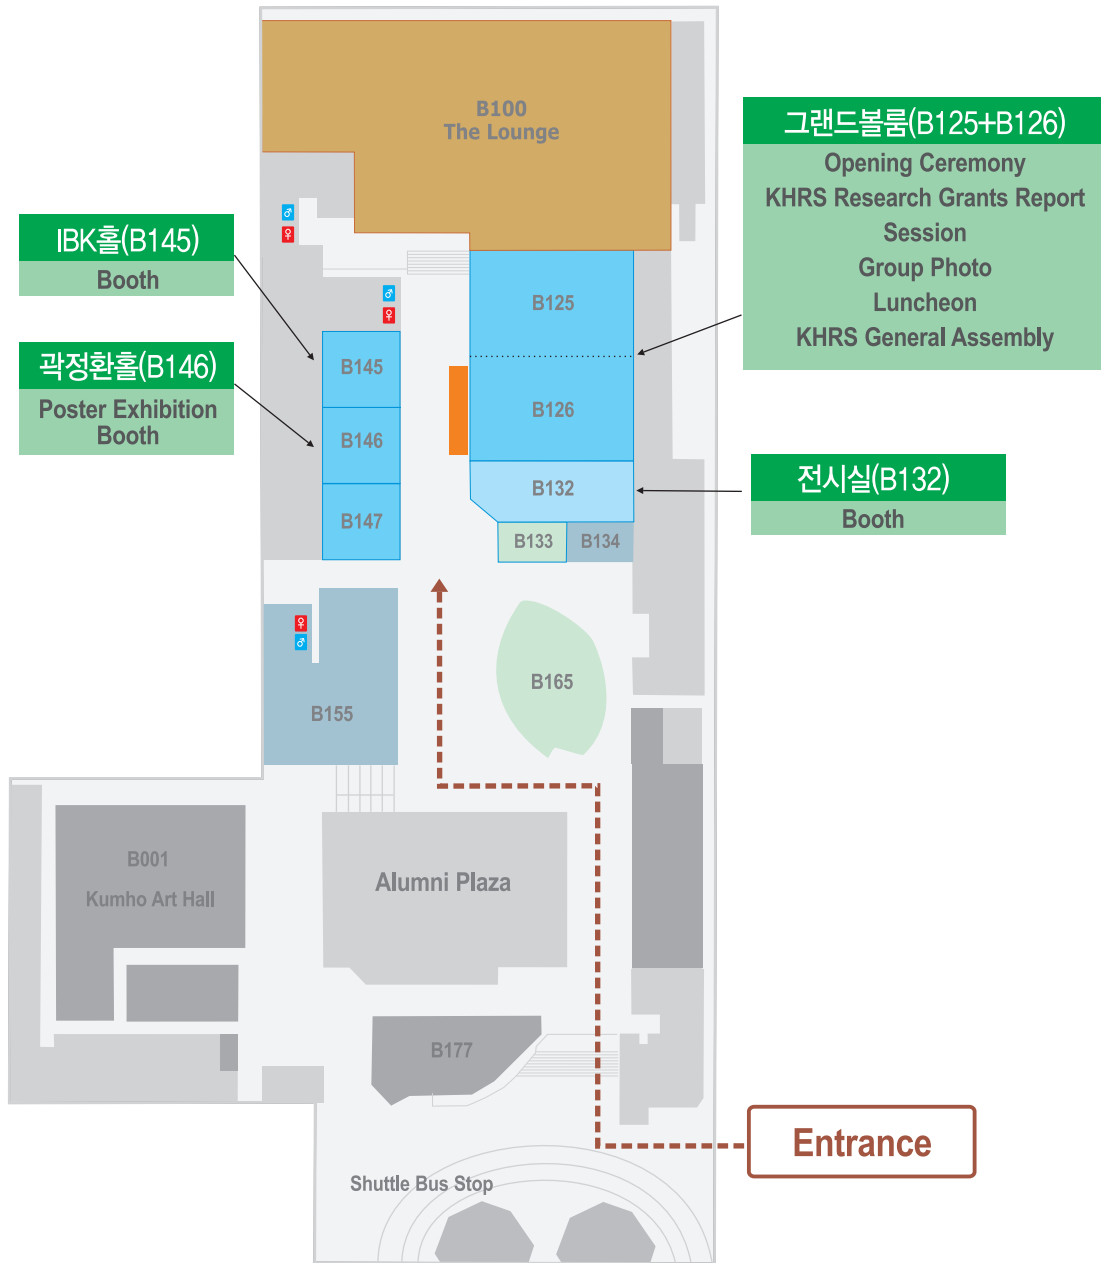 B100
The Lounge
그랜드볼룸(B125+B126)
Opening Ceremony
KHRS Research Grants Report
Session
Group Photo
Luncheon
KHRS General Assembly
IBK홀(B145)
Booth
곽정환홀(B146)
Poster Exhibition
Booth
B125
B145
B126
B146
B132
B147
B133
B134
전시실(B132)
Booth
B165
B155
B001
Kumho Art Hall
Alumni Plaza
B177
Entrance
Shuttle Bus Stop